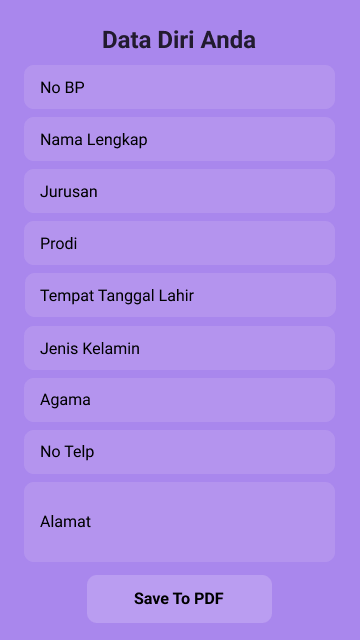 Data Diri Anda
No BP
Nama Lengkap
Jurusan
Prodi
Tempat Tanggal Lahir
Jenis Kelamin
Agama
No Telp
Alamat
Save To PDF